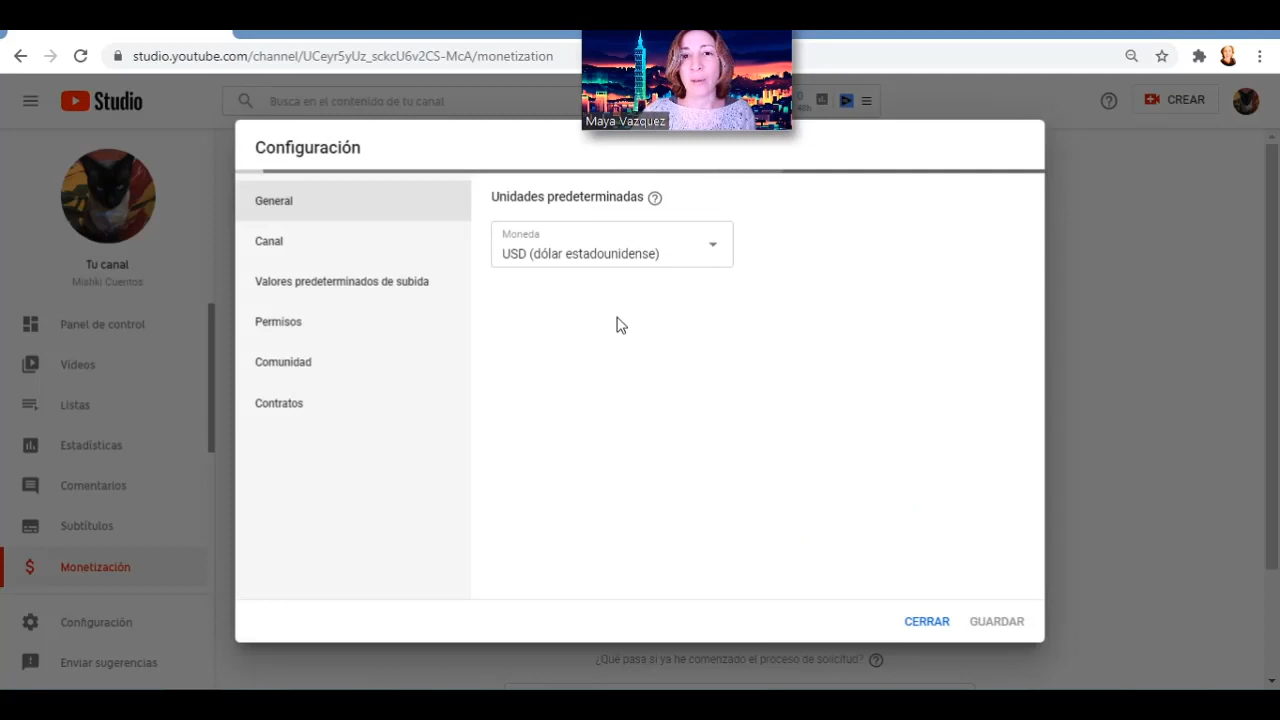 studio.youtube.com/channel/UCeyr5yUz_sckcU6v2CS-McA/monetization
Maya Vazquez
Studio
Busca en el contenido de tu canal
CREAR
Configuración
General
Canal
Valores predeterminados de subida
Permisos
Comunidad
Contratos
Unidades predeterminadas
Moneda
USD (dólar estadounidense)
CERRAR
GUARDAR
Tu canal
Mishki Cuentos
Panel de control
Vídeos
Listas
Estadísticas
Comentarios
Subtítulos
Monetización
Configuración
Enviar sugerencias
¿Qué pasa si ya he comenzado el proceso de solicitud?